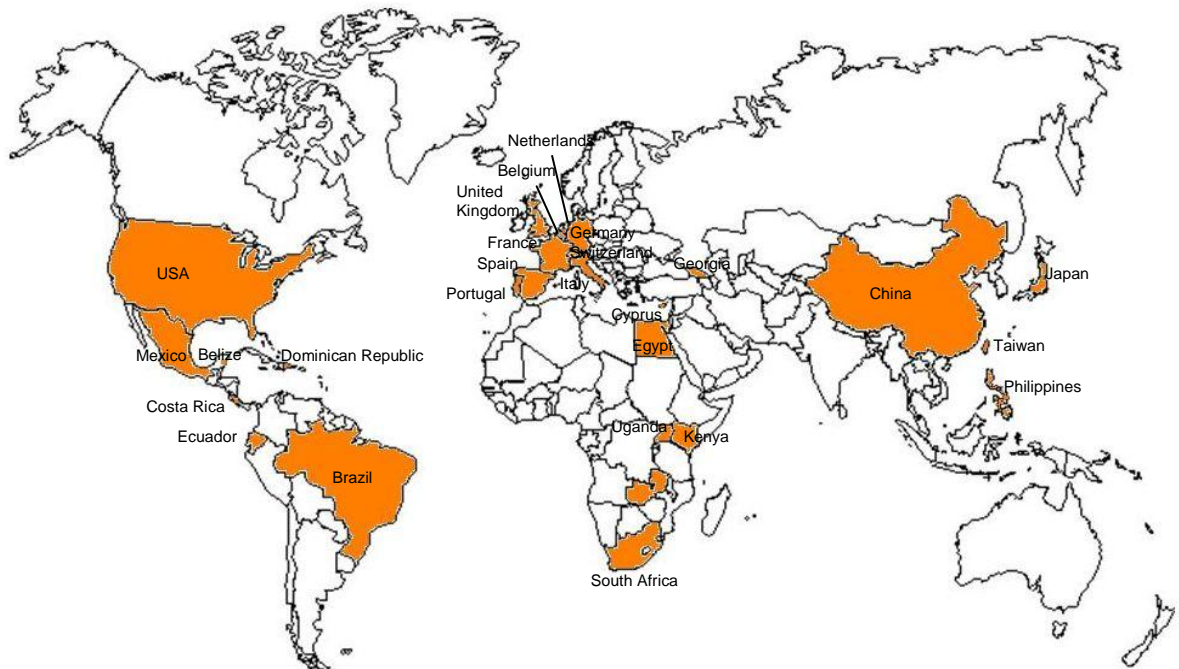 Netherlands
Belgium
United
Kingdom
Germany
France
Switzerland
Spain
Georgia
USA
Japan
Italy
Portugal
China
Cyprus
Egypt
Taiwan
Mexico
Belize
Dominican Republic
Philippines
Costa Rica
Uganda
Kenya
Ecuador
Brazil
South Africa